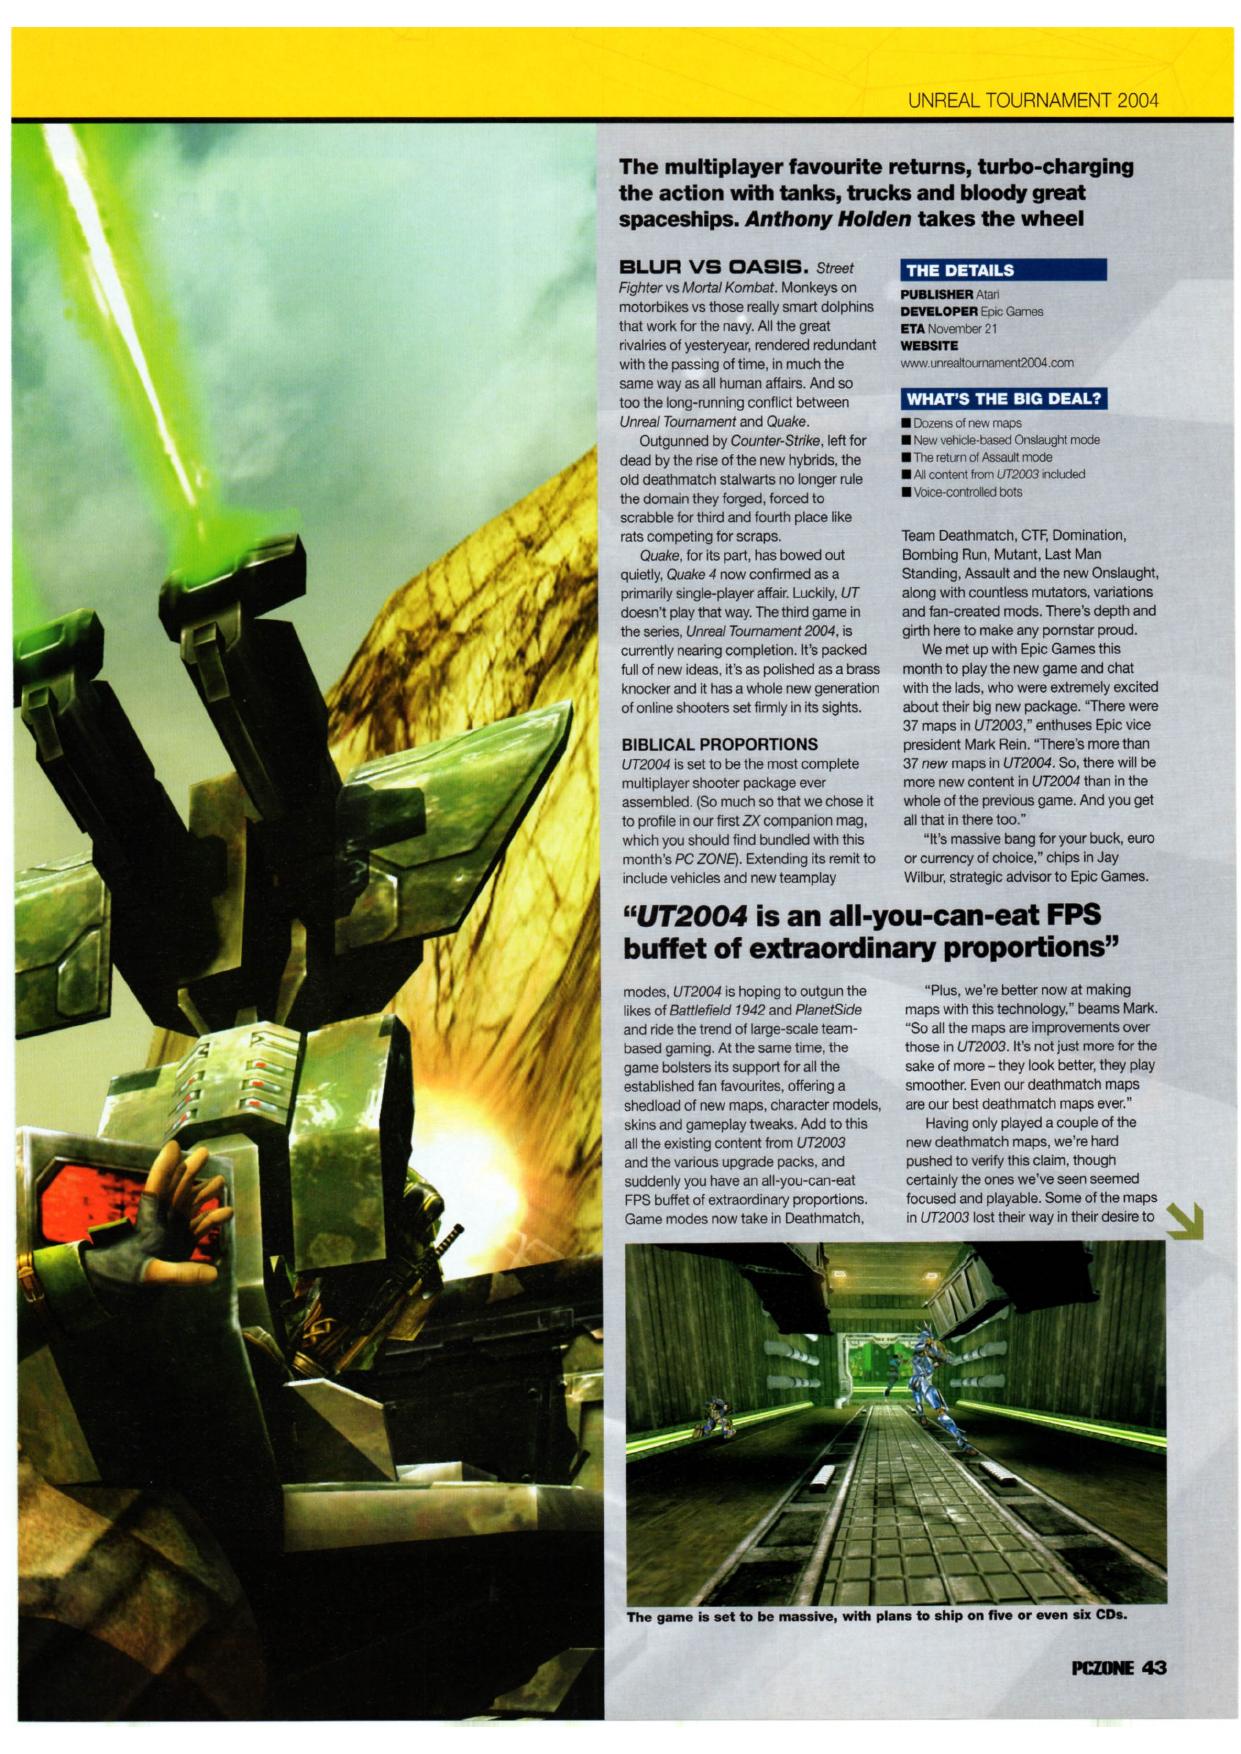 UNREAL TOURNAMENT 2004
The multiplayer favourite returns, turbo-charging
the action with tanks, trucks and bloody great
spaceships. Anthony Holden takes the wheel
BLUR VS OASIS. Street
Fighter vs Mortal Kombat. Monkeys on
motorbikes vs those really smart dolphins
that work for the navy. All the great
rivalries of yesteryear, rendered redundant
with the passing of time, in much the
same way as all human affairs. And so
too the long-running conflict between
Unreal Tournament and Quake.
Outgunned by Counter-Strike, left for
dead by the rise of the new hybrids, the
old deathmatch stalwarts no longer rule
the domain they forged, forced to
scrabble for third and fourth place like
rats competing for scraps.
Quake, for its part, has bowed out
quietly, Quake 4 now confirmed as a
primarily single-player affair. Luckily, UT
doesn't play that way. The third game in
the series, Unreal Tournament 2004, is
currently nearing completion. It's packed
full of new ideas, it's as polished as a brass
knocker and it has a whole new generation
of online shooters set firmly in its sights.
BIBLICAL PROPORTIONS
UT2004 is set to be the most complete
multiplayer shooter package ever
assembled. (So much so that we chose it
to profile in our first ZX companion mag,
which you should find bundled with this
month's PC ZONE). Extending its remit to
include vehicles and new teamplay
modes, UT2004 is hoping to outgun the
likes of Battlefield 1942 and PlanetSide
and ride the trend of large-scale team-
based gaming. At the same time, the
game bolsters its support for all the
established fan favourites, offering a
shedload of new maps, character models,
skins and gameplay tweaks. Add to this
all the existing content from UT2003
and the various upgrade packs, and
suddenly you have an all-you-can-eat
FPS buffet of extraordinary proportions.
Game modes now take in Deathmatch,
THE DETAILS
PUBLISHER Atari
DEVELOPER Epic Games
ETA November 21
WEBSITE
www.unrealtournament2004.com
WHAT'S THE BIG DEAL?
■ Dozens of new maps
■ New vehicle-based Onslaught mode
■ The return of Assault mode
■ All content from UT2003 included
■ Voice-controlled bots
Team Deathmatch, CTF, Domination,
Bombing Run, Mutant, Last Man
Standing, Assault and the new Onslaught,
along with countless mutators, variations
and fan-created mods. There's depth and
girth here to make any pornstar proud.
We met up with Epic Games this
month to play the new game and chat
with the lads, who were extremely excited
about their big new package. "There were
37 maps in UT2003," enthuses Epic vice
president Mark Rein. "There's more than
37 new maps in UT2004. So, there will be
more new content in UT2004 than in the
whole of the previous game. And you get
all that in there too."
"It's massive bang for your buck, euro
or currency of choice," chips in Jay
Wilbur, strategic advisor to Epic Games.
"UT2004 is an all-you-can-eat FPS
buffet of extraordinary proportions"
"Plus, we're better now at making
maps with this technology," beams Mark.
"So all the maps are improvements over
those in UT2003. It's not just more for the
sake of more – they look better, they play
smoother. Even our deathmatch maps
are our best deathmatch maps ever."
Having only played a couple of the
new deathmatch maps, we're hard
pushed to verify this claim, though
certainly the ones we've seen seemed
focused and playable. Some of the maps
in UT2003 lost their way in their desire to
The game is set to be massive, with plans to ship on five or even six CDs.
PCZONE 43